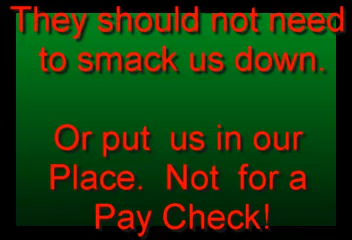 They should not need
to smack us down.
Or put us in our
Place. Not for a
Pay Check!